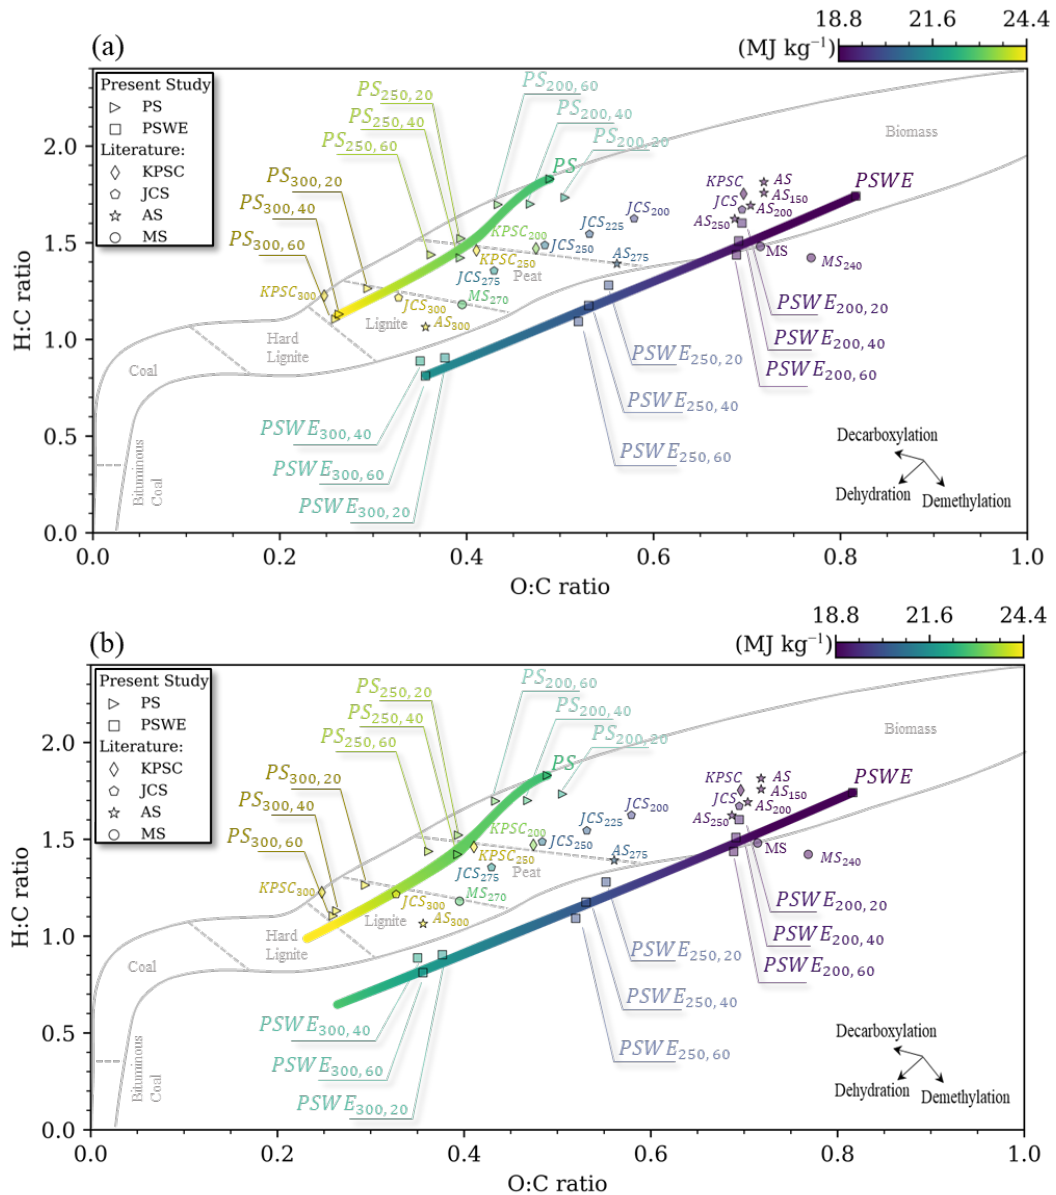 (a)
18.8 21.6 24.4
(MJ kg⁻¹)
Present Study
PS
PSWE
Literature:
KPSC
JCS
AS
MS
H:C ratio
2.0
1.5
1.0
0.5
0.0
0.0 0.2 0.4 0.6 0.8 1.0
O:C ratio
PS250,20
PS250,40
PS250,60
PS300,20
PS300,40
PS300,60
PS200,60
PS200,40
PS200,20
PS
Biomass
KPSC
JCS
AS
AS150
AS200
AS250
PSWE
JCS200
JCS225
KPSC200
JCS250
KPSC250
AS275
JCS275
Peat
MS
MS240
KPSC300
JCS300
MS270
Lignite
AS300
Hard
Lignite
Coal
Bituminous
Coal
PSWE200,20
PSWE200,40
PSWE200,60
PSWE250,20
PSWE250,40
PSWE250,60
PSWE300,40
PSWE300,60
PSWE300,20
Decarboxylation
Dehydration
Demethylation
(b)
18.8 21.6 24.4
(MJ kg⁻¹)
Present Study
PS
PSWE
Literature:
KPSC
JCS
AS
MS
H:C ratio
2.0
1.5
1.0
0.5
0.0
0.0 0.2 0.4 0.6 0.8 1.0
O:C ratio
PS250,20
PS250,40
PS250,60
PS300,20
PS300,40
PS300,60
PS200,60
PS200,40
PS200,20
PS
Biomass
KPSC
JCS
AS
AS150
AS200
AS250
PSWE
JCS200
JCS225
KPSC200
JCS250
KPSC250
AS275
JCS275
Peat
MS
MS240
KPSC300
JCS300
MS270
Lignite
AS300
Hard
Lignite
Coal
Bituminous
Coal
PSWE200,20
PSWE200,40
PSWE200,60
PSWE250,20
PSWE250,40
PSWE250,60
PSWE300,40
PSWE300,60
PSWE300,20
Decarboxylation
Dehydration
Demethylation